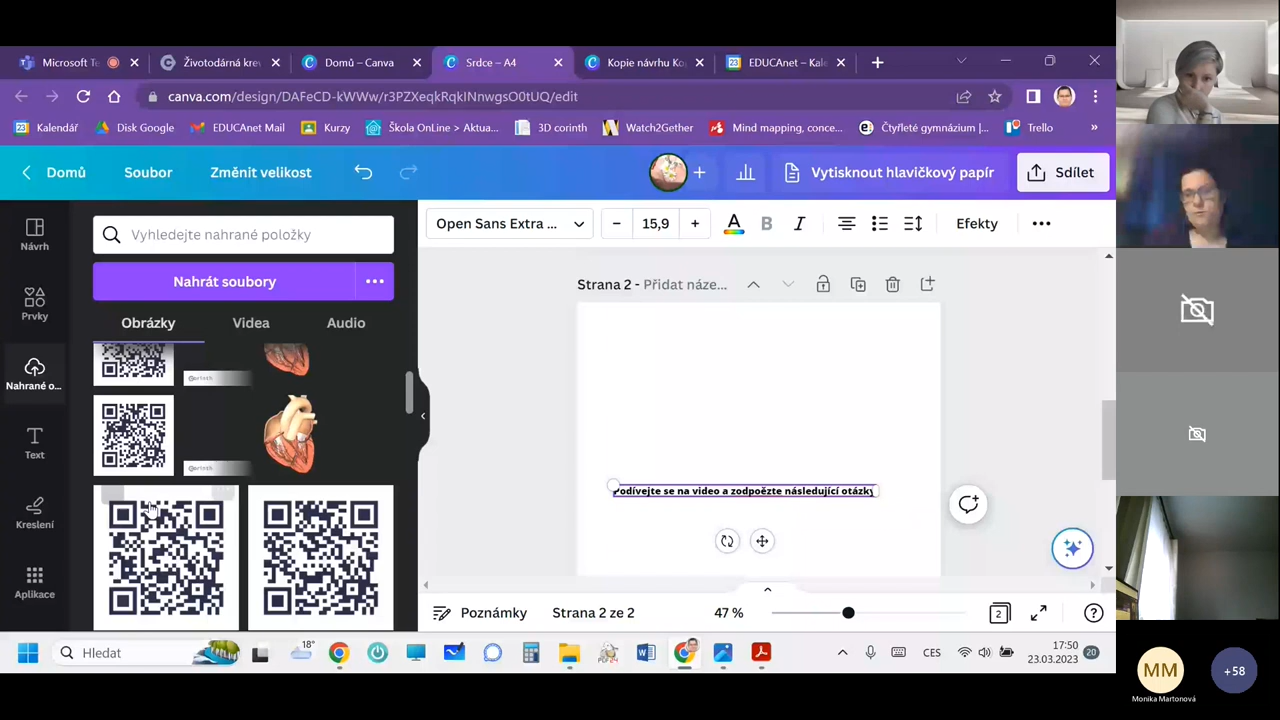 Microsoft Te
Životodárná krev
Domů – Canva
Srdce – A4
Kopie návrhu Ko
EDUCAnet – Kale
canva.com/design/DAFeCD-kWWw/r3PZXeqkRqkINnwgsO0tUQ/edit
Kalendář
Disk Google
EDUCAnet Mail
Kurzy
Škola OnLine > Aktua...
3D corinth
Watch2Gether
Mind mapping, conce...
Čtyřleté gymnázium |...
Trello
»
Domů
Soubor
Změnit velikost
Vytisknout hlavičkový papír
Sdílet
Návrh
Prvky
Nahrané o...
Text
Kreslení
Aplikace
Vyhledejte nahrané položky
Nahrát soubory
Obrázky
Videa
Audio
Open Sans Extra ...
– 15,9 +
A B I
Efekty
Strana 2 - Přidat náze...
Podívejte se na video a zodpoězte následující otázky
Poznámky
Strana 2 ze 2
47 %
2
Hledat
18°
CES
17:50
23.03.2023
20
MM
Monika Martonová
+58